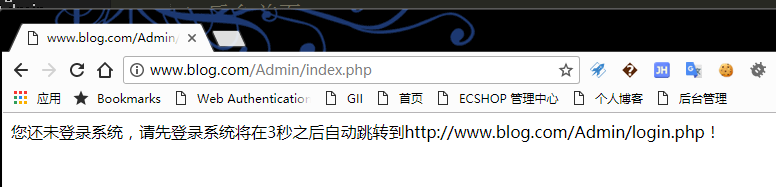 www.blog.com/Admin/
www.blog.com/Admin/index.php
应用 Bookmarks Web Authentication GII 首页 ECSHOP 管理中心 个人博客 后台管理
您还未登录系统，请先登录系统将在3秒之后自动跳转到http://www.blog.com/Admin/login.php！